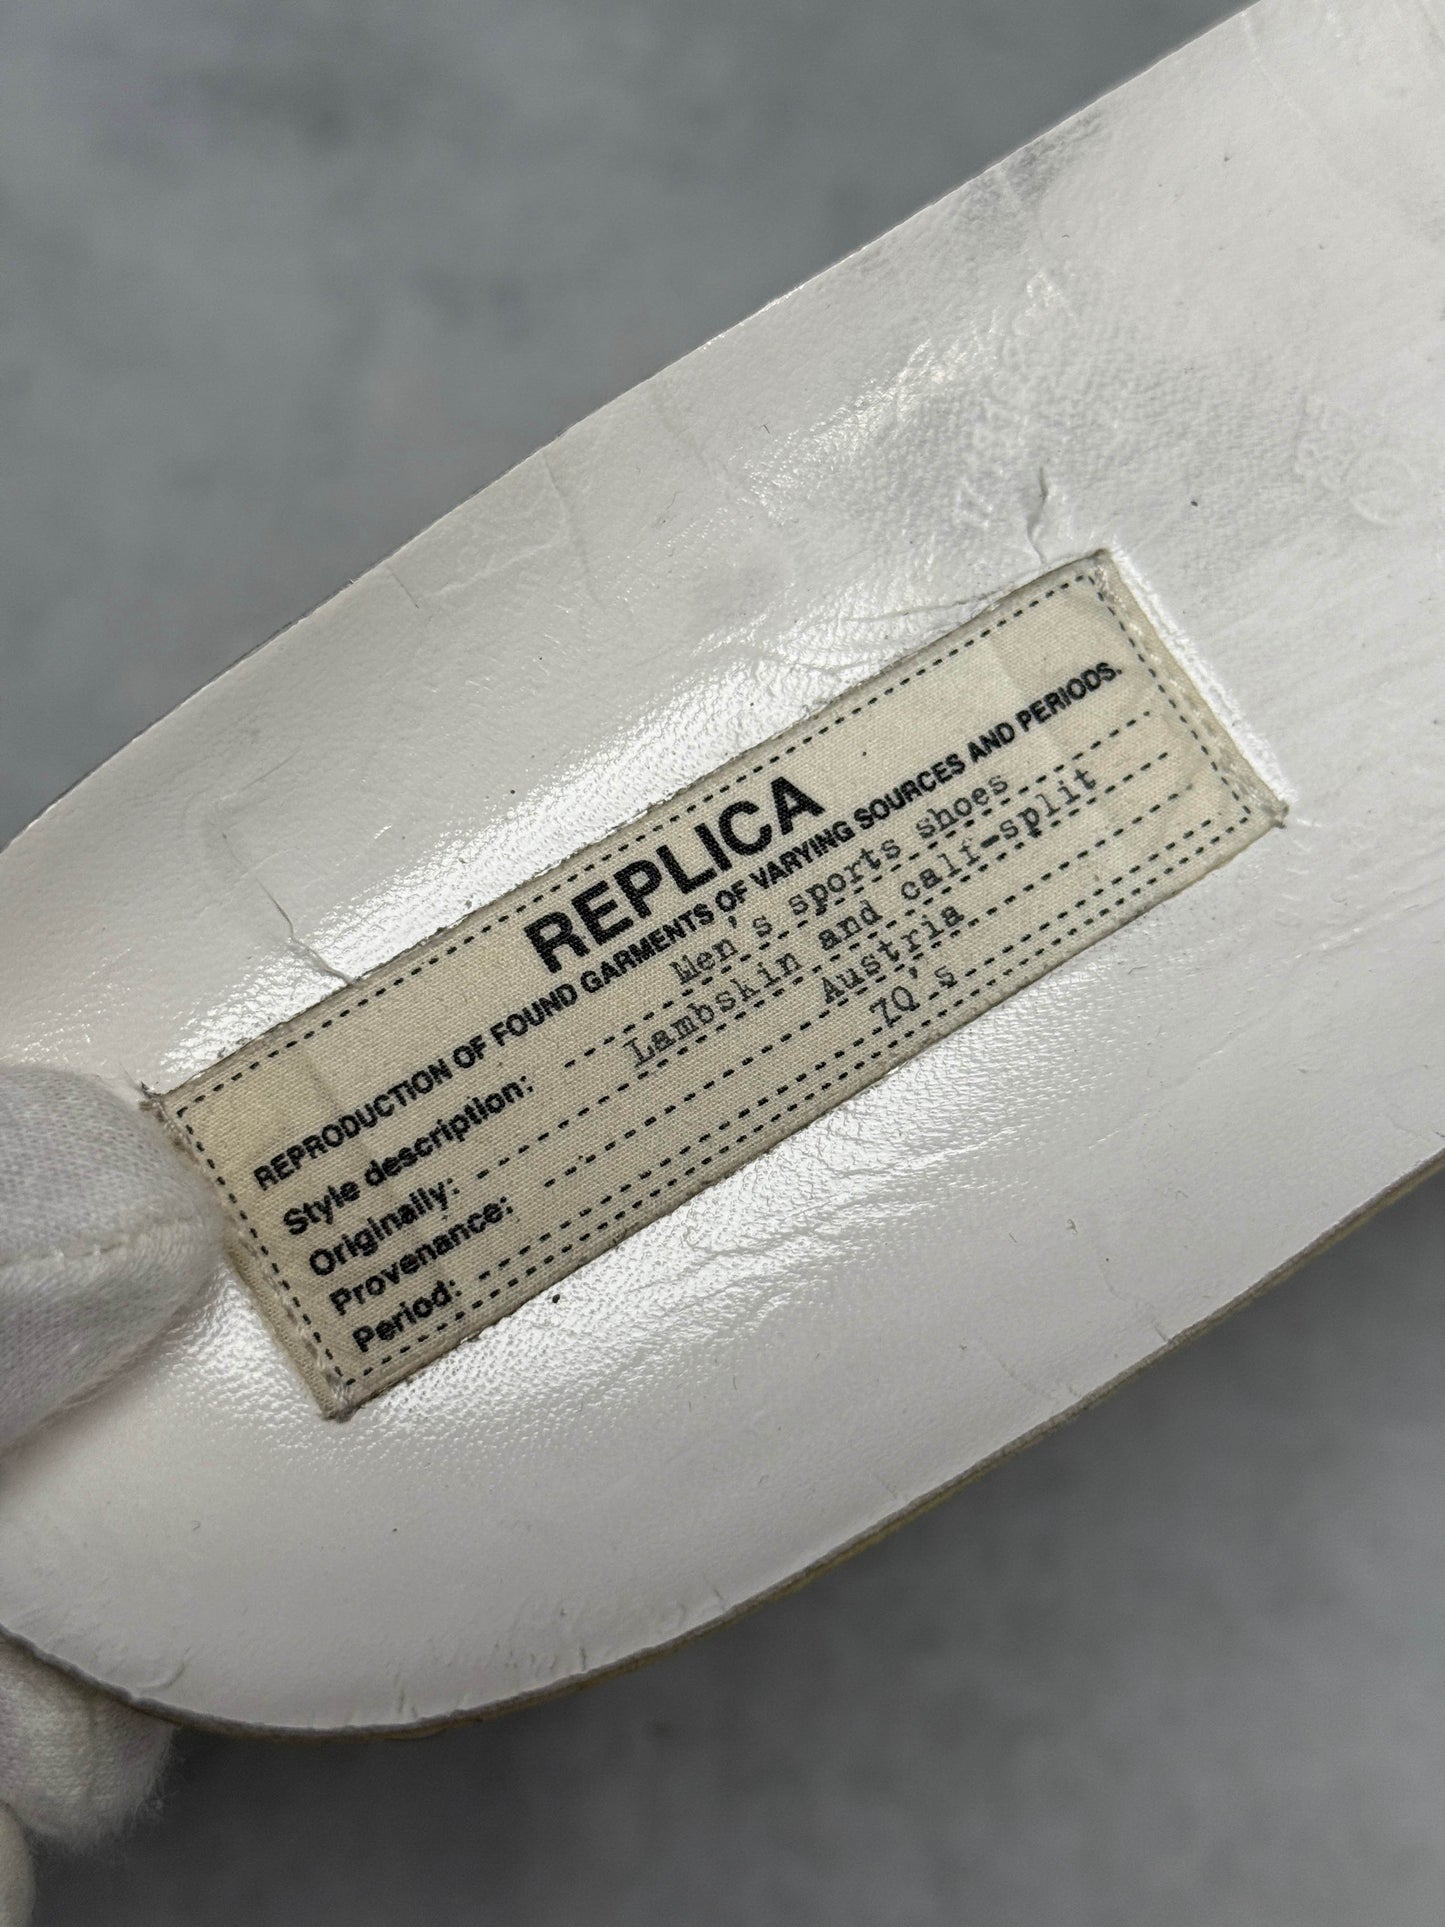 REPLICA
REPRODUCTION OF FOUND GARMENTS OF VARYING SOURCES AND PERIODS.
Style description: Men's sports shoes
Originally: Lambskin and calf-split
Provenance: Austria
Period: 7Q's